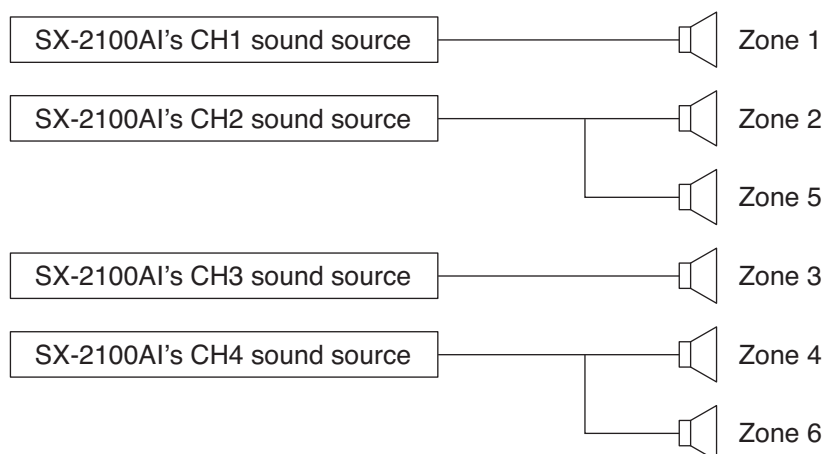 SX-2100AI's CH1 sound source Zone 1
SX-2100AI's CH2 sound source Zone 2
Zone 5
SX-2100AI's CH3 sound source Zone 3
SX-2100AI's CH4 sound source Zone 4
Zone 6